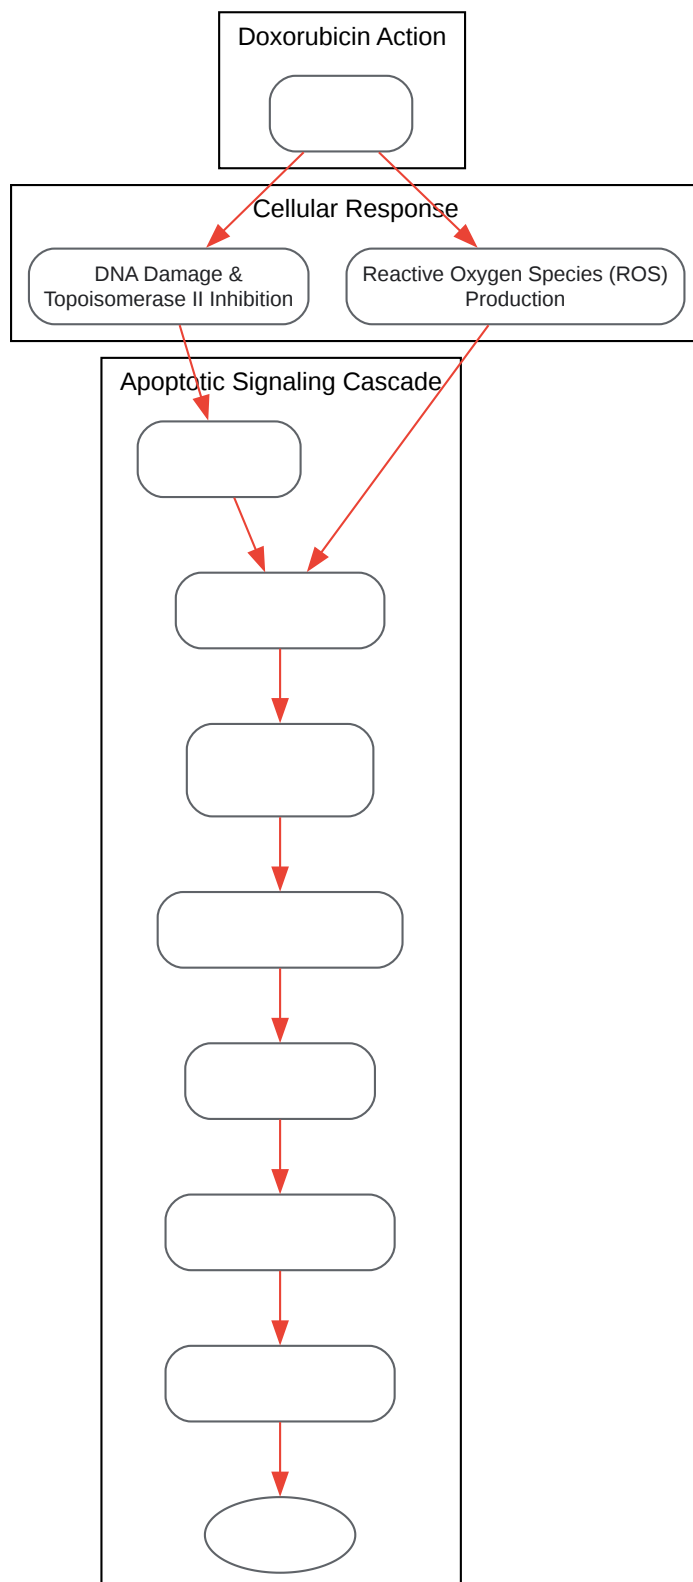 Doxorubicin Action
Cellular Response
DNA Damage &
Topoisomerase II Inhibition
Reactive Oxygen Species (ROS)
Production
Apoptotic Signaling Cascade